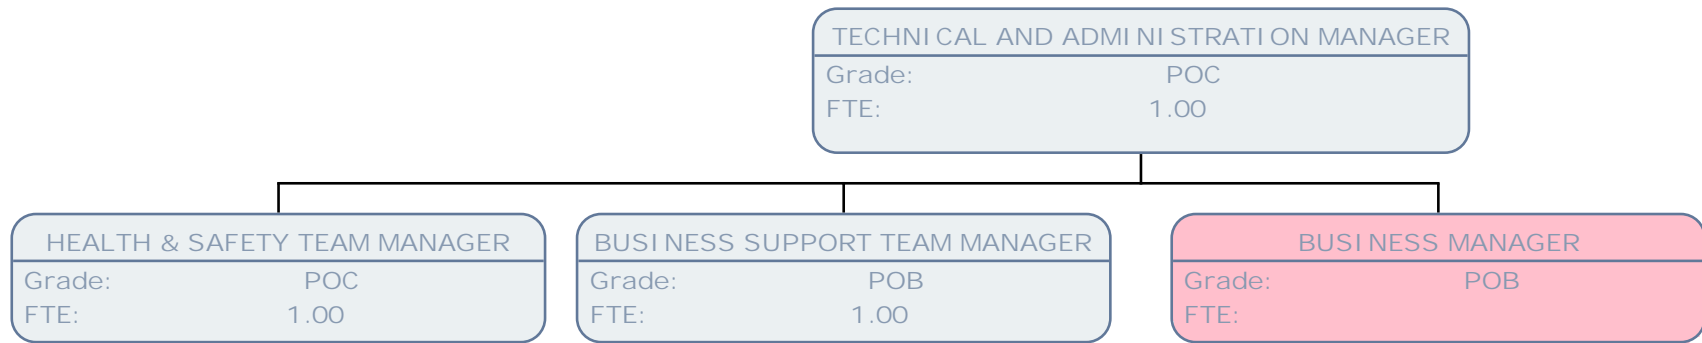 TECHNICAL AND ADMINISTRATION MANAGER
Grade: POC
FTE: 1.00
HEALTH & SAFETY TEAM MANAGER
Grade: POC
FTE: 1.00
BUSINESS SUPPORT TEAM MANAGER
Grade: POB
FTE: 1.00
BUSINESS MANAGER
Grade: POB
FTE: